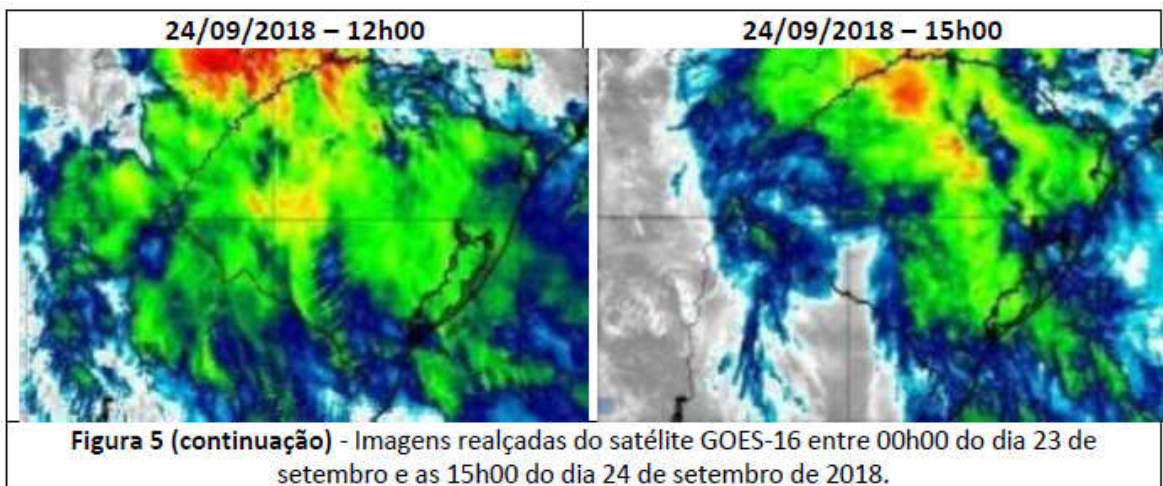 24/09/2018 – 12h00
24/09/2018 – 15h00
Figura 5 (continuação) - Imagens realçadas do satélite GOES-16 entre 00h00 do dia 23 de
setembro e as 15h00 do dia 24 de setembro de 2018.